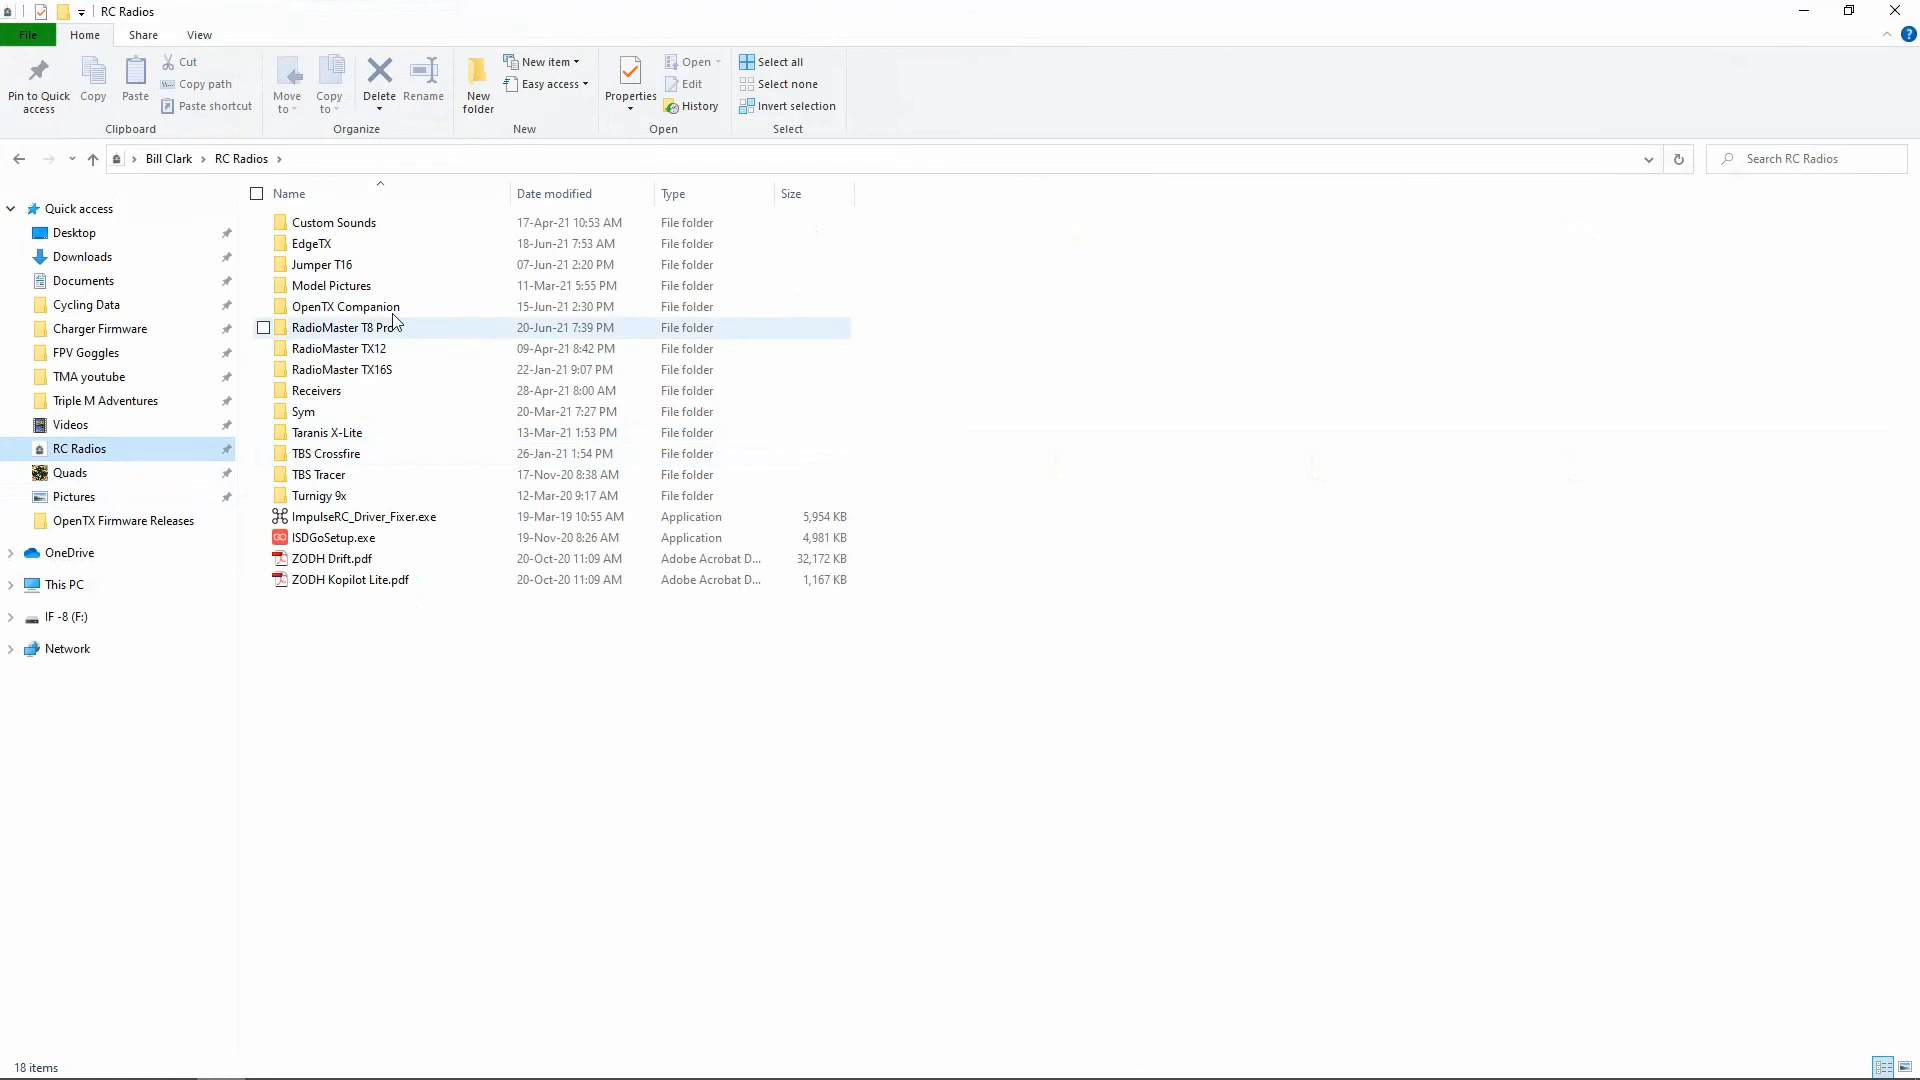 RC Radios
File Home Share View
Pin to Quick access
Copy
Paste
Cut
Copy path
Paste shortcut
Clipboard
Move to
Copy to
Delete
Rename
Organize
New folder
New item
Easy access
New
Properties
Open
Edit
History
Open
Select all
Select none
Invert selection
Select
Bill Clark > RC Radios >
Search RC Radios
Quick access
Desktop
Downloads
Documents
Cycling Data
Charger Firmware
FPV Goggles
TMA youtube
Triple M Adventures
Videos
RC Radios
Quads
Pictures
OpenTX Firmware Releases
OneDrive
This PC
IF -8 (F:)
Network
Name Date modified Type Size
Custom Sounds 17-Apr-21 10:53 AM File folder
EdgeTX 18-Jun-21 7:53 AM File folder
Jumper T16 07-Jun-21 2:20 PM File folder
Model Pictures 11-Mar-21 5:55 PM File folder
OpenTX Companion 15-Jun-21 2:30 PM File folder
RadioMaster T8 Pro 20-Jun-21 7:39 PM File folder
RadioMaster TX12 09-Apr-21 8:42 PM File folder
RadioMaster TX16S 22-Jan-21 9:07 PM File folder
Receivers 28-Apr-21 8:00 AM File folder
Sym 20-Mar-21 7:27 PM File folder
Taranis X-Lite 13-Mar-21 1:53 PM File folder
TBS Crossfire 26-Jan-21 1:54 PM File folder
TBS Tracer 17-Nov-20 8:38 AM File folder
Turnigy 9x 12-Mar-20 9:17 AM File folder
ImpulseRC_Driver_Fixer.exe 19-Mar-19 10:55 AM Application 5,954 KB
ISDGoSetup.exe 19-Nov-20 8:26 AM Application 4,981 KB
ZODH Drift.pdf 20-Oct-20 11:09 AM Adobe Acrobat D... 32,172 KB
ZODH Kopilot Lite.pdf 20-Oct-20 11:09 AM Adobe Acrobat D... 1,167 KB
18 items